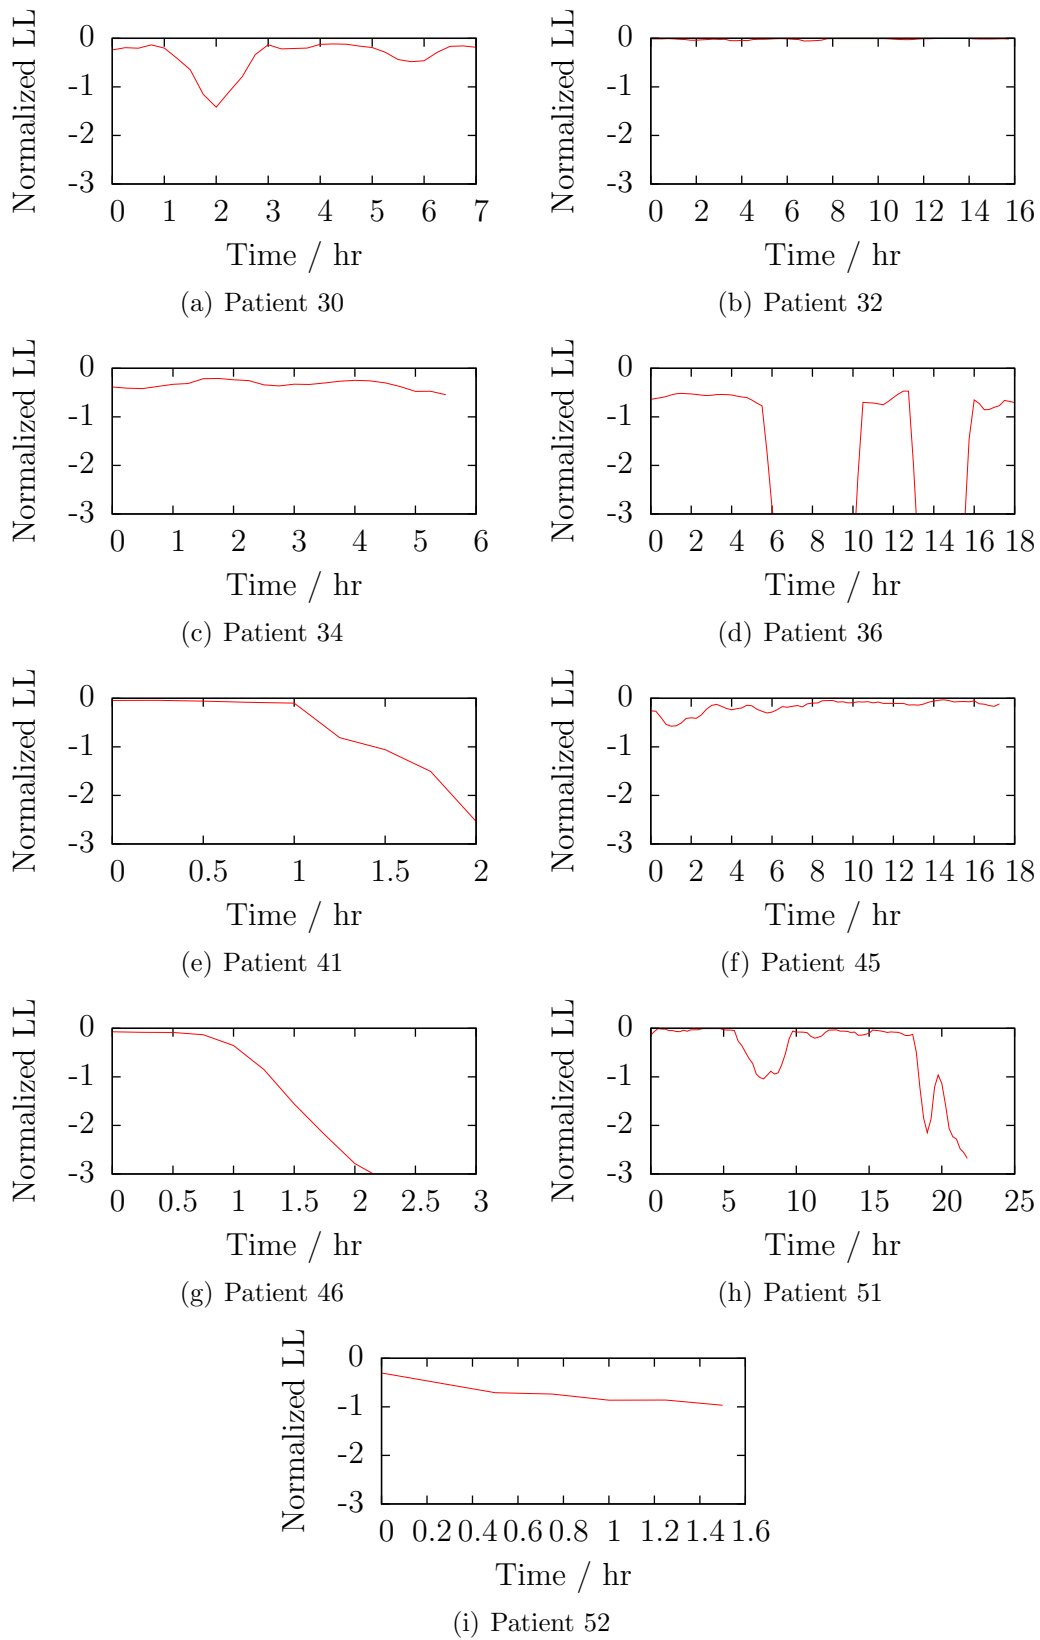 Normalized LL
0
-1
-2
-3
0 1 2 3 4 5 6 7
Time / hr
(a) Patient 30
Normalized LL
0
-1
-2
-3
0 2 4 6 8 10 12 14 16
Time / hr
(b) Patient 32
Normalized LL
0
-1
-2
-3
0 1 2 3 4 5 6
Time / hr
(c) Patient 34
Normalized LL
0
-1
-2
-3
0 2 4 6 8 10 12 14 16 18
Time / hr
(d) Patient 36
Normalized LL
0
-1
-2
-3
0 0.5 1 1.5 2
Time / hr
(e) Patient 41
Normalized LL
0
-1
-2
-3
0 2 4 6 8 10 12 14 16 18
Time / hr
(f) Patient 45
Normalized LL
0
-1
-2
-3
0 0.5 1 1.5 2 2.5 3
Time / hr
(g) Patient 46
Normalized LL
0
-1
-2
-3
0 5 10 15 20 25
Time / hr
(h) Patient 51
Normalized LL
0
-1
-2
-3
0 0.2 0.4 0.6 0.8 1 1.2 1.4 1.6
Time / hr
(i) Patient 52